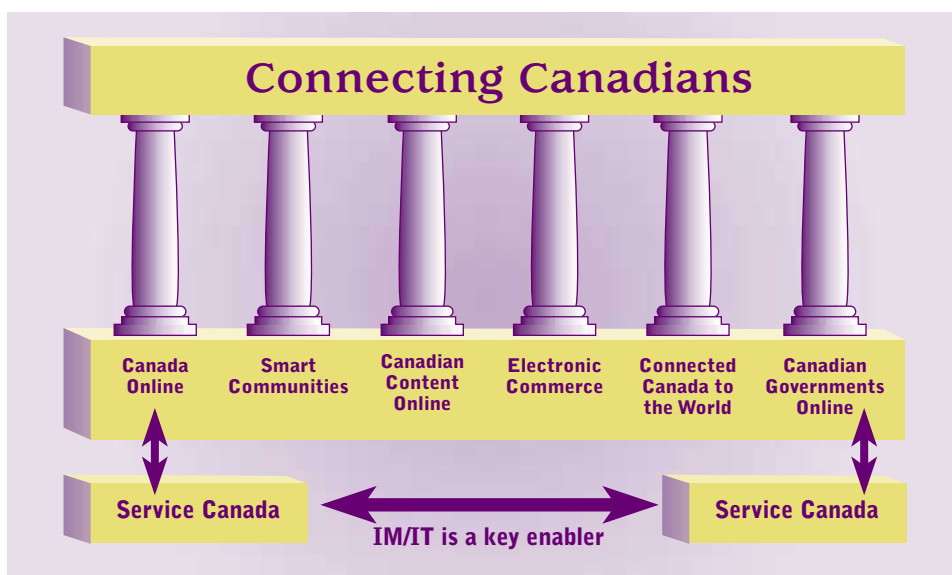 Connecting Canadians
Canada
Online
Smart
Communities
Canadian
Content
Online
Electronic
Commerce
Connected
Canada to
the World
Canadian
Governments
Online
Service Canada
IM/IT is a key enabler
Service Canada